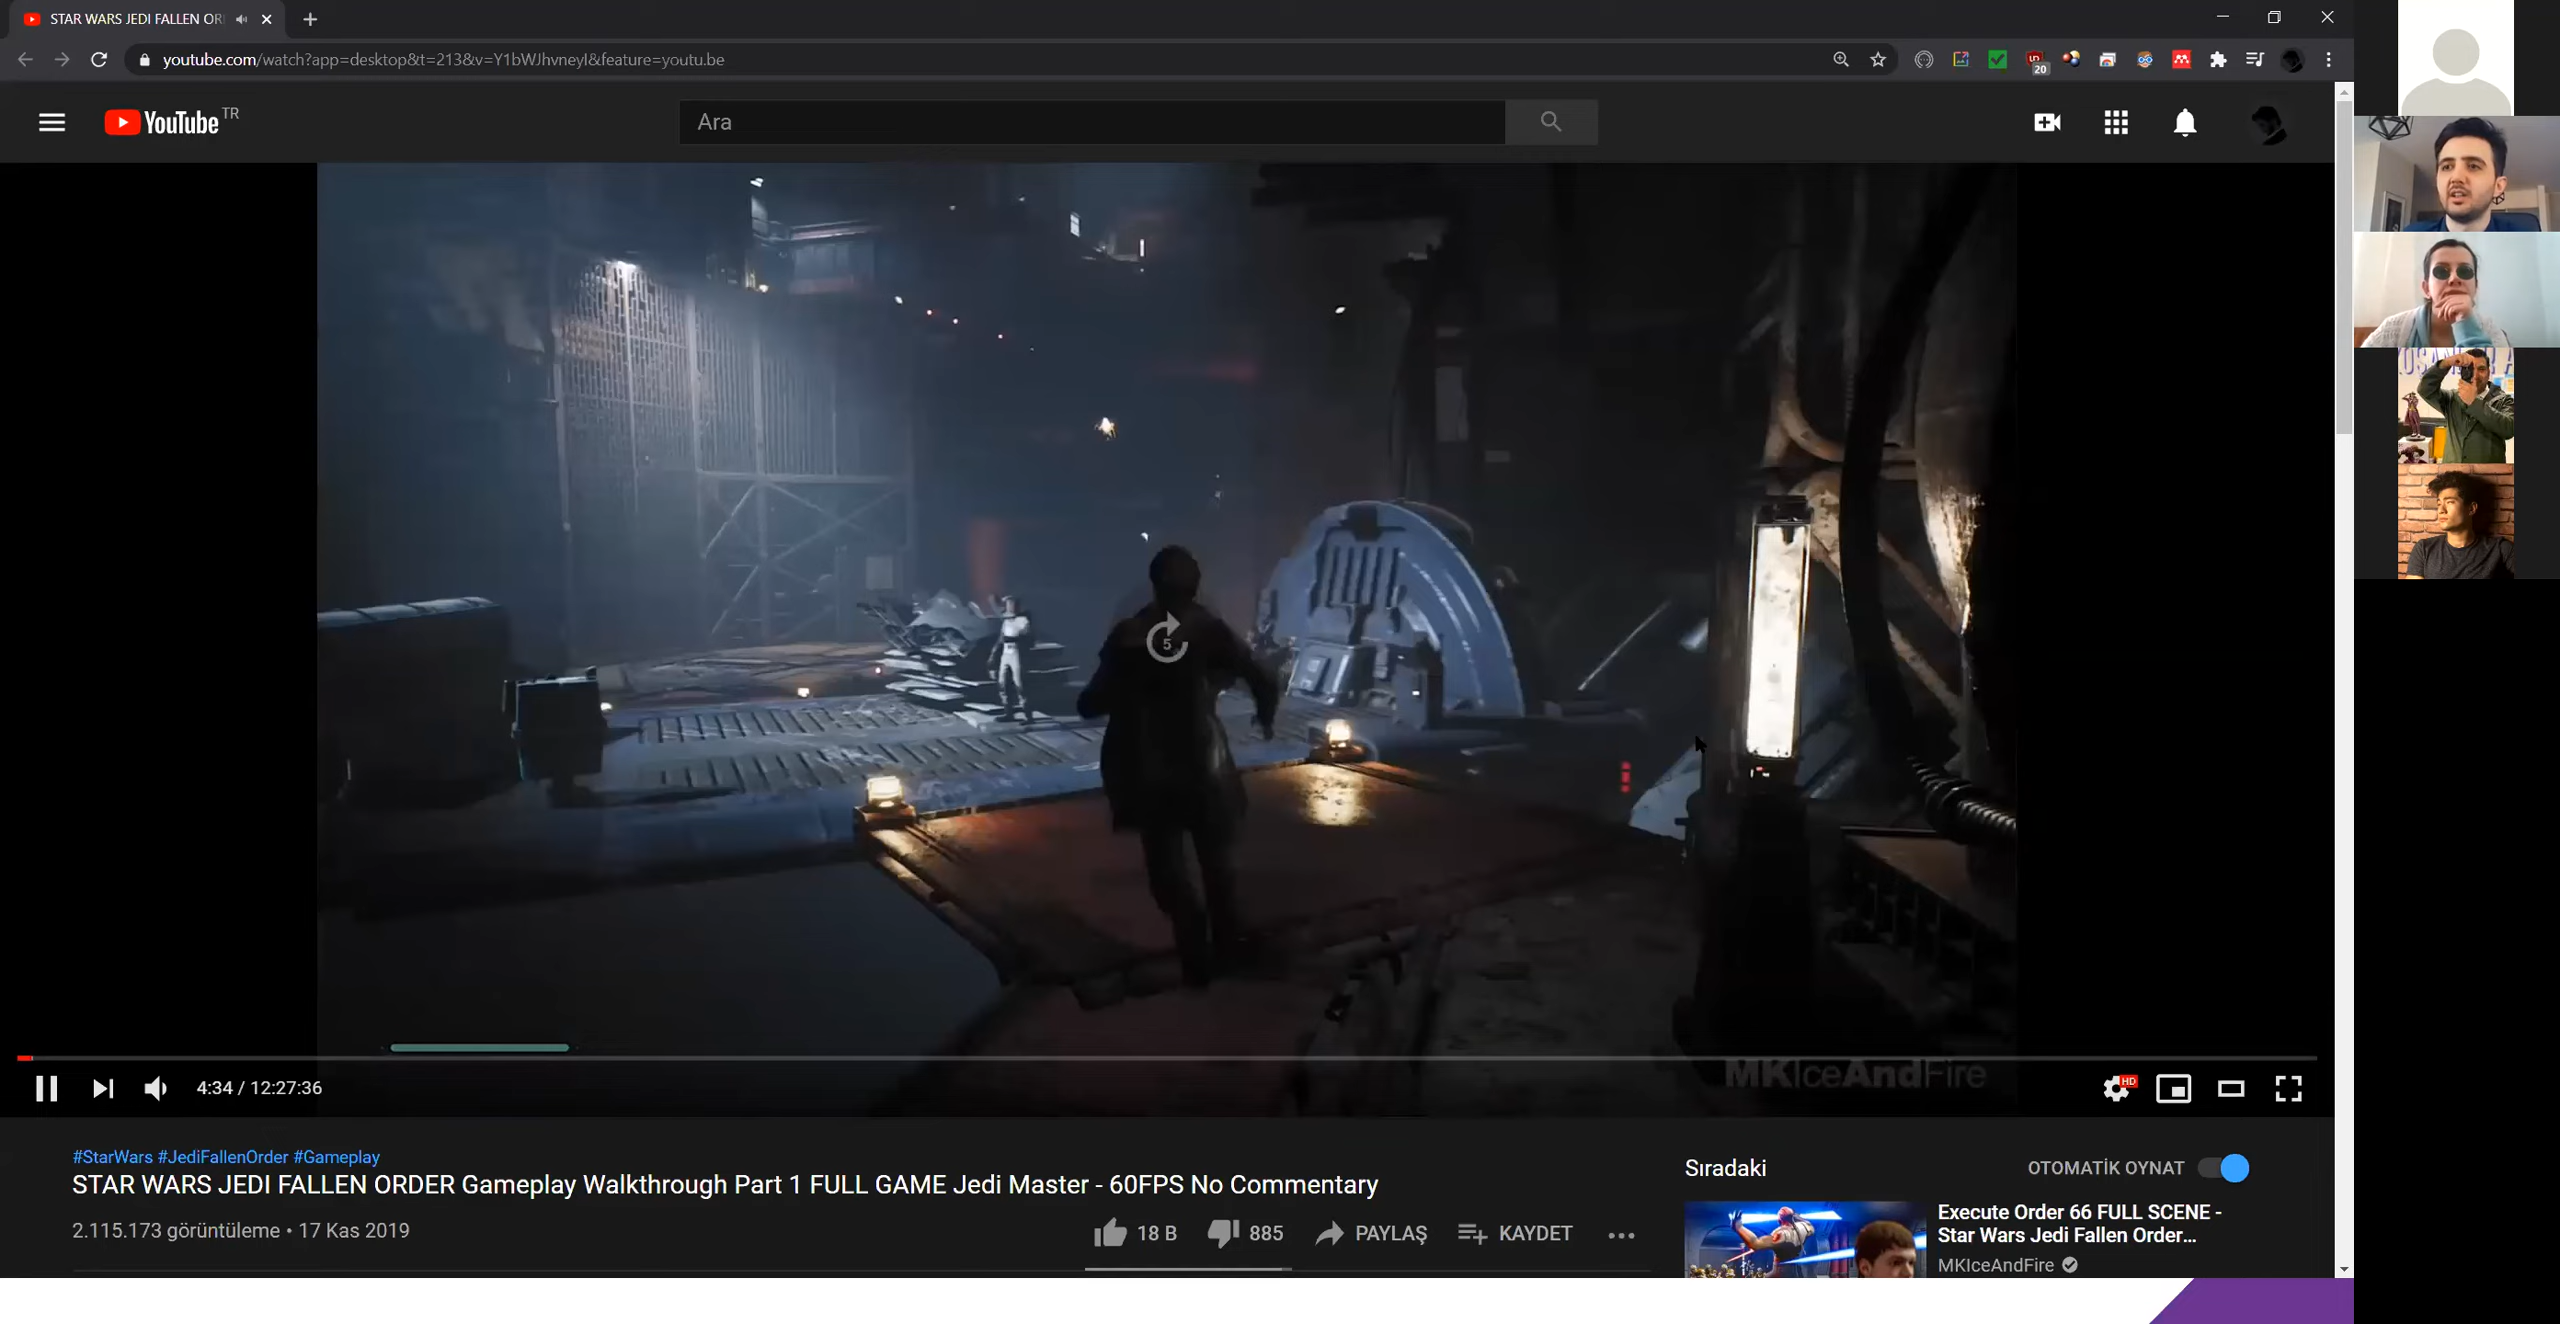 STAR WARS JEDI FALLEN OR
youtube.com/watch?app=desktop&t=213&v=Y1bWJhvneyI&feature=youtu.be
20
YouTube TR
Ara
5
MKIceAndFire
4:34 / 12:27:36
HD
#StarWars #JediFallenOrder #Gameplay
STAR WARS JEDI FALLEN ORDER Gameplay Walkthrough Part 1 FULL GAME Jedi Master - 60FPS No Commentary
2.115.173 görüntüleme • 17 Kas 2019
18 B
885
PAYLAŞ
KAYDET
Sıradaki
OTOMATİK OYNAT
Execute Order 66 FULL SCENE -
Star Wars Jedi Fallen Order...
MKIceAndFire